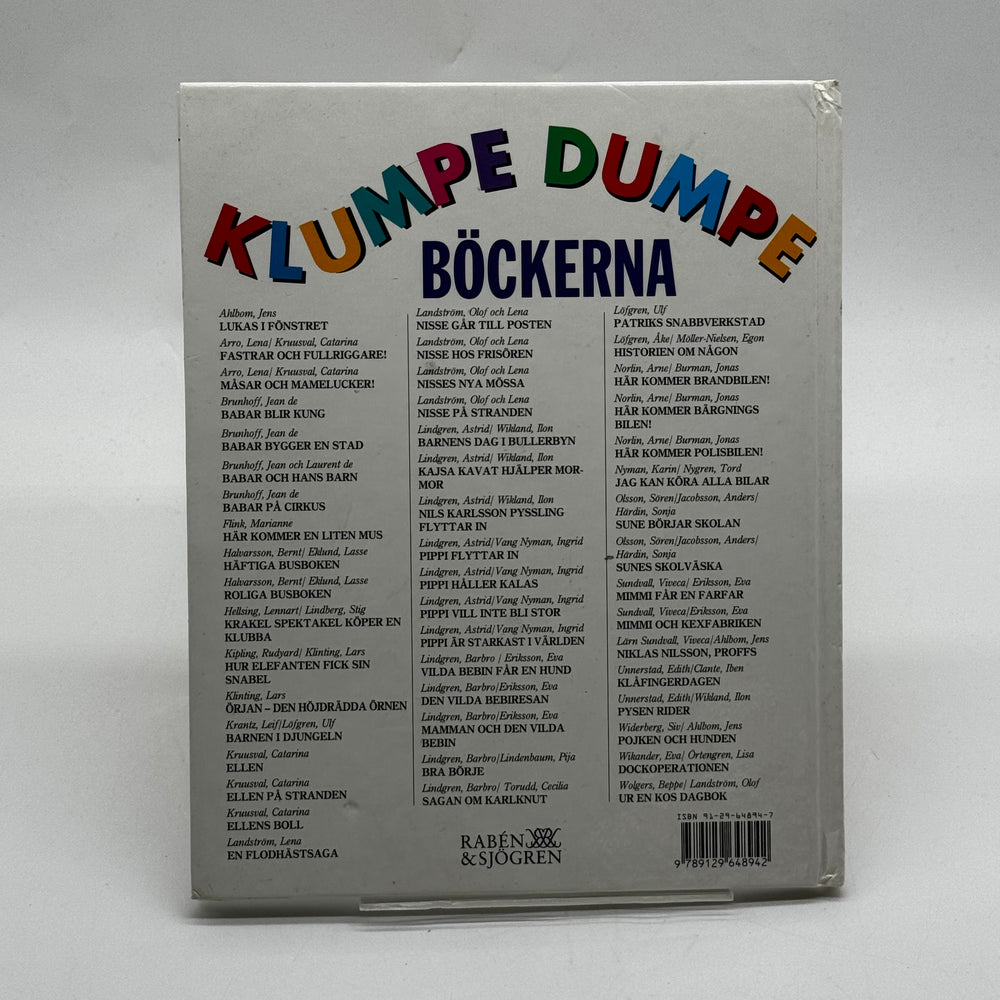 KLUMPE DUMPE
BÖCKERNA
Ahlbom, Jens
LUKAS I FÖNSTRET
Arro, Lena/ Kruusval, Catarina
FASTRAR OCH FULLRIGGARE!
Arro, Lena/ Kruusval, Catarina
MÅSAR OCH MAMELUCKER!
Brunhoff, Jean de
BABAR BLIR KUNG
Brunhoff, Jean de
BABAR BYGGER EN STAD
Brunhoff, Jean och Laurent de
BABAR OCH HANS BARN
Brunhoff, Jean de
BABAR PÅ CIRKUS
Flink, Marianne
HÄR KOMMER EN LITEN MUS
Halvarsson, Bernt/ Eklund, Lasse
HÄFTIGA BUSBOKEN
Halvarsson, Bernt/ Eklund, Lasse
ROLIGA BUSBOKEN
Hellsing, Lennart/ Lindberg, Stig
KRAKEL SPEKTAKEL KÖPER EN
KLUBBA
Kipling, Rudyard/ Klinting, Lars
HUR ELEFANTEN FICK SIN
SNABEL
Klinting, Lars
ÖRJAN – DEN HÖJDRÄDDA ÖRNEN
Krantz, Leif/Löfgren, Ulf
BARNEN I DJUNGELN
Kruusval, Catarina
ELLEN
Kruusval, Catarina
ELLEN PÅ STRANDEN
Kruusval, Catarina
ELLENS BOLL
Landström, Lena
EN FLODHÄSTSAGA
Landström, Olof och Lena
NISSE GÅR TILL POSTEN
Landström, Olof och Lena
NISSE HOS FRISÖREN
Landström, Olof och Lena
NISSES NYA MÖSSA
Landström, Olof och Lena
NISSE PÅ STRANDEN
Lindgren, Astrid/ Wikland, Ilon
BARNENS DAG I BULLERBYN
Lindgren, Astrid/ Wikland, Ilon
KAJSA KAVAT HJÄLPER MOR-
MOR
Lindgren, Astrid/ Wikland, Ilon
NILS KARLSSON PYSSLING
FLYTTAR IN
Lindgren, Astrid/Vang Nyman, Ingrid
PIPPI FLYTTAR IN
Lindgren, Astrid/Vang Nyman, Ingrid
PIPPI HÅLLER KALAS
Lindgren, Astrid/Vang Nyman, Ingrid
PIPPI VILL INTE BLI STOR
Lindgren, Astrid/Vang Nyman, Ingrid
PIPPI ÄR STARKAST I VÄRLDEN
Lindgren, Barbro / Eriksson, Eva
VILDA BEBIN FÅR EN HUND
Lindgren, Barbro/Eriksson, Eva
DEN VILDA BEBIRESAN
Lindgren, Barbro/Eriksson, Eva
MAMMAN OCH DEN VILDA
BEBIN
Lindgren, Barbro/Lindenbaum, Pija
BRA BÖRJE
Lindgren, Barbro/ Torudd, Cecilia
SAGAN OM KARLKNUT
Löfgren, Ulf
PATRIKS SNABBVERKSTAD
Löfgren, Åke/ Möller-Nielsen, Egon
HISTORIEN OM NÅGON
Norlin, Arne/ Burman, Jonas
HÄR KOMMER BRANDBILEN!
Norlin, Arne/ Burman, Jonas
HÄR KOMMER BÄRGNINGS
BILEN!
Norlin, Arne/ Burman, Jonas
HÄR KOMMER POLISBILEN!
Nyman, Karin/ Nygren, Tord
JAG KAN KÖRA ALLA BILAR
Olsson, Sören/Jacobsson, Anders/
Härdin, Sonja
SUNE BÖRJAR SKOLAN
Olsson, Sören/Jacobsson, Anders/
Härdin, Sonja
SUNES SKOLVÄSKA
Sundvall, Viveca/ Eriksson, Eva
MIMMI FÅR EN FARFAR
Sundvall, Viveca/Eriksson, Eva
MIMMI OCH KEXFABRIKEN
Lärn Sundvall, Viveca/Ahlbom, Jens
NIKLAS NILSSON, PROFFS
Unnerstad, Edith/Clante, Iben
KLÅFINGERDAGEN
Unnerstad, Edith/Wikland, Ilon
PYSEN RIDER
Widerberg, Siv/ Ahlbom, Jens
POJKEN OCH HUNDEN
Wikander, Eva/ Örtengren, Lisa
DOCKOPERATIONEN
Wolgers, Beppe/ Landström, Olof
UR EN KOS DAGBOK
RABÉN
&SJÖGREN
ISBN 91-29-64894-7
9 789129 648942